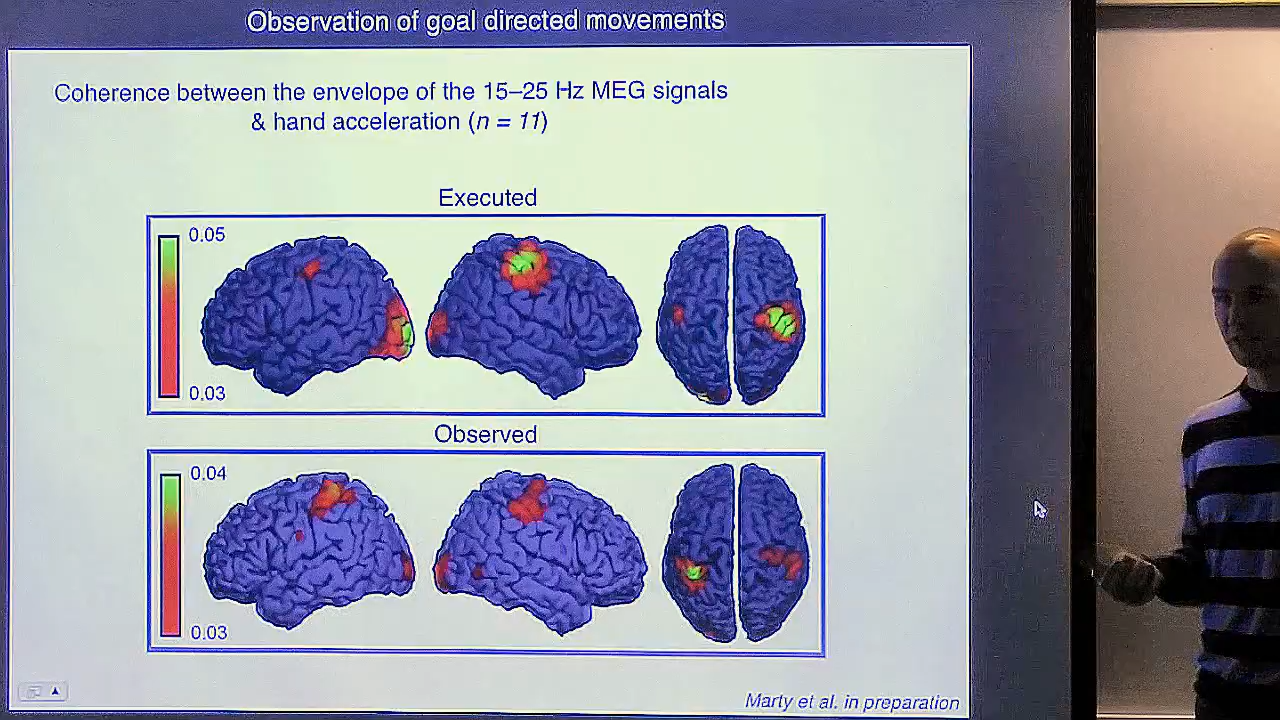 Observation of goal directed movements
Coherence between the envelope of the 15–25 Hz MEG signals
& hand acceleration (n = 11)
Executed
0.05
0.03
Observed
0.04
0.03
Marty et al. in preparation